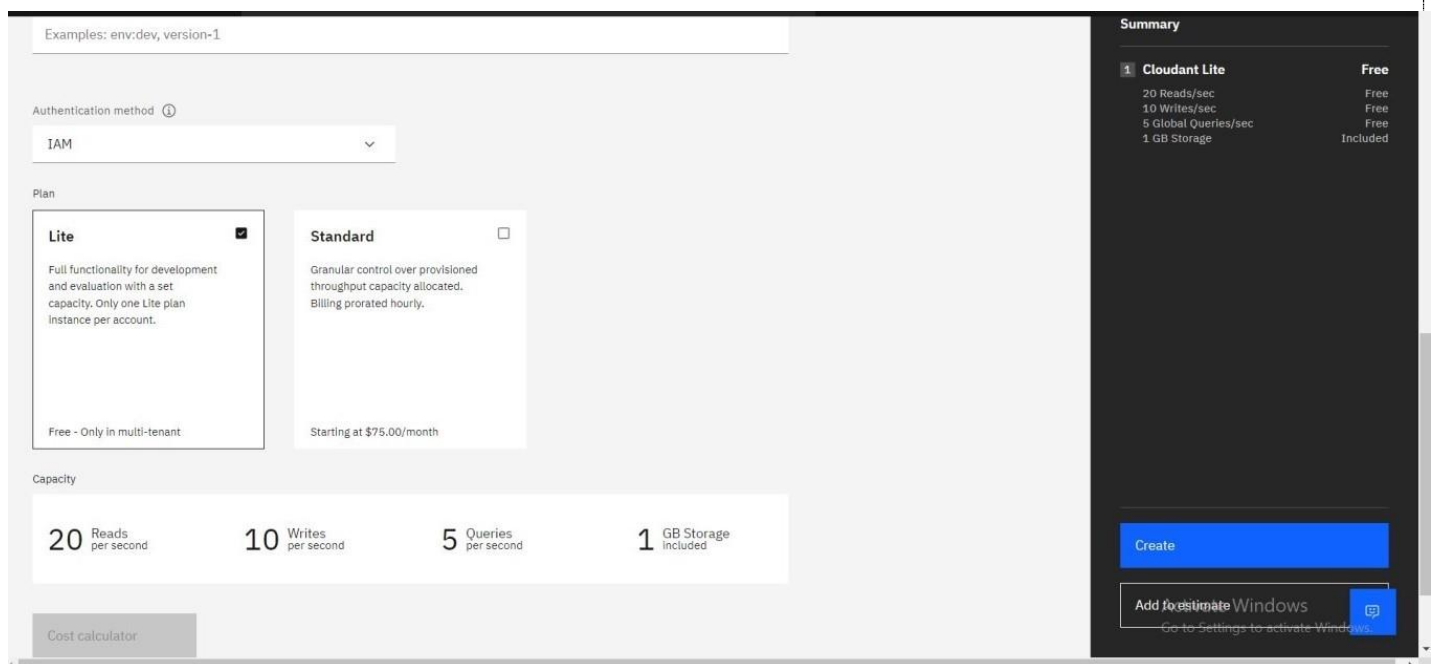 Examples: env:dev, version-1
Authentication method
IAM
Plan
Lite
Full functionality for development
and evaluation with a set
capacity. Only one Lite plan
instance per account.
Free - Only in multi-tenant
Standard
Granular control over provisioned
throughput capacity allocated.
Billing prorated hourly.
Starting at $75.00/month
Capacity
20 Reads per second
10 Writes per second
5 Queries per second
1 GB Storage included
Cost calculator
Summary
1 Cloudant Lite Free
20 Reads/sec Free
10 Writes/sec Free
5 Global Queries/sec Free
1 GB Storage Included
Create
Add to estimate
Activate Windows
Go to Settings to activate Windows.